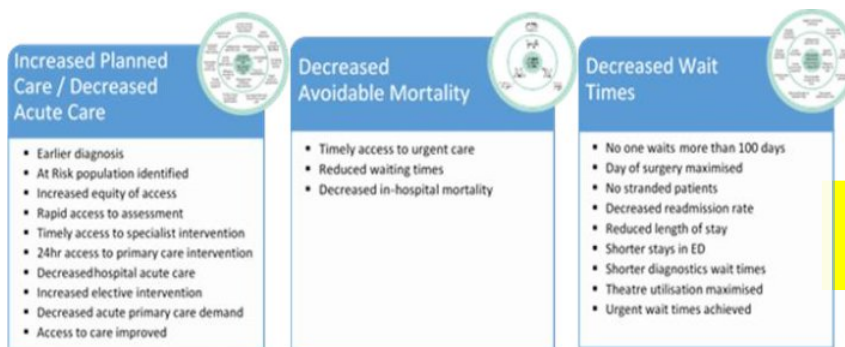 Increased Planned
Care / Decreased
Acute Care
Earlier diagnosis
At Risk population identified
Increased equity of access
Rapid access to assessment
Timely access to specialist intervention
24hr access to primary care intervention
Decreasedhospital acute care
Increased elective intervention
Decreased acute primary care demand
Access to care improved
Decreased
Avoidable Mortality
Timely access to urgent care
Reduced waiting times
Decreased in-hospital mortality
Decreased Wait
Times
No one waits more than 100 days
Day of surgery maximised
No stranded patients
Decreased readmission rate
Reduced length of stay
Shorter stays in ED
Shorter diagnostics wait times
Theatre utilisation maximised
Urgent wait times achieved